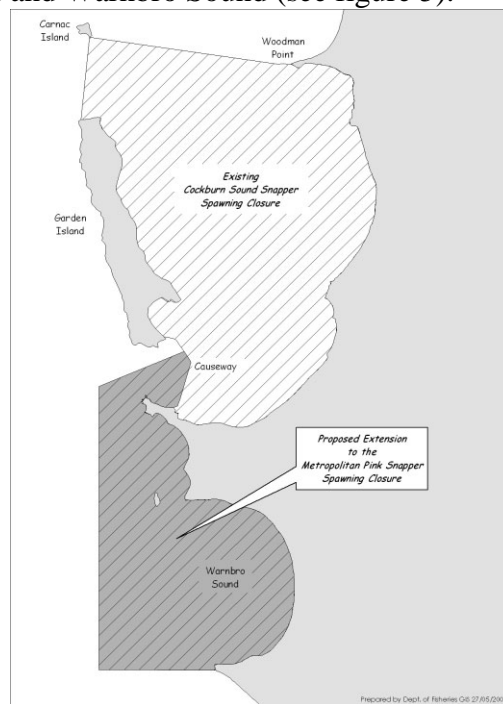 and Warnbro Sound (see figure 3).
Carnac
Island
Woodman
Point
Existing
Cockburn Sound Snapper
Spawning Closure
Garden
Island
Causeway
Proposed Extension
to the
Metropolitan Pink Snapper
Spawning Closure
Warnbro
Sound
Prepared by Dept. of Fisheries GIS